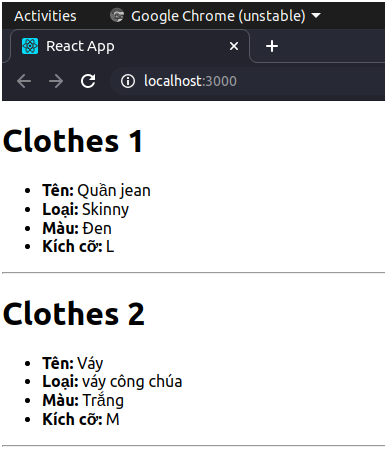 Activities Google Chrome (unstable)
React App
localhost:3000
Clothes 1
Tên: Quần jean
Loại: Skinny
Màu: Đen
Kích cỡ: L
Clothes 2
Tên: Váy
Loại: váy công chúa
Màu: Trắng
Kích cỡ: M